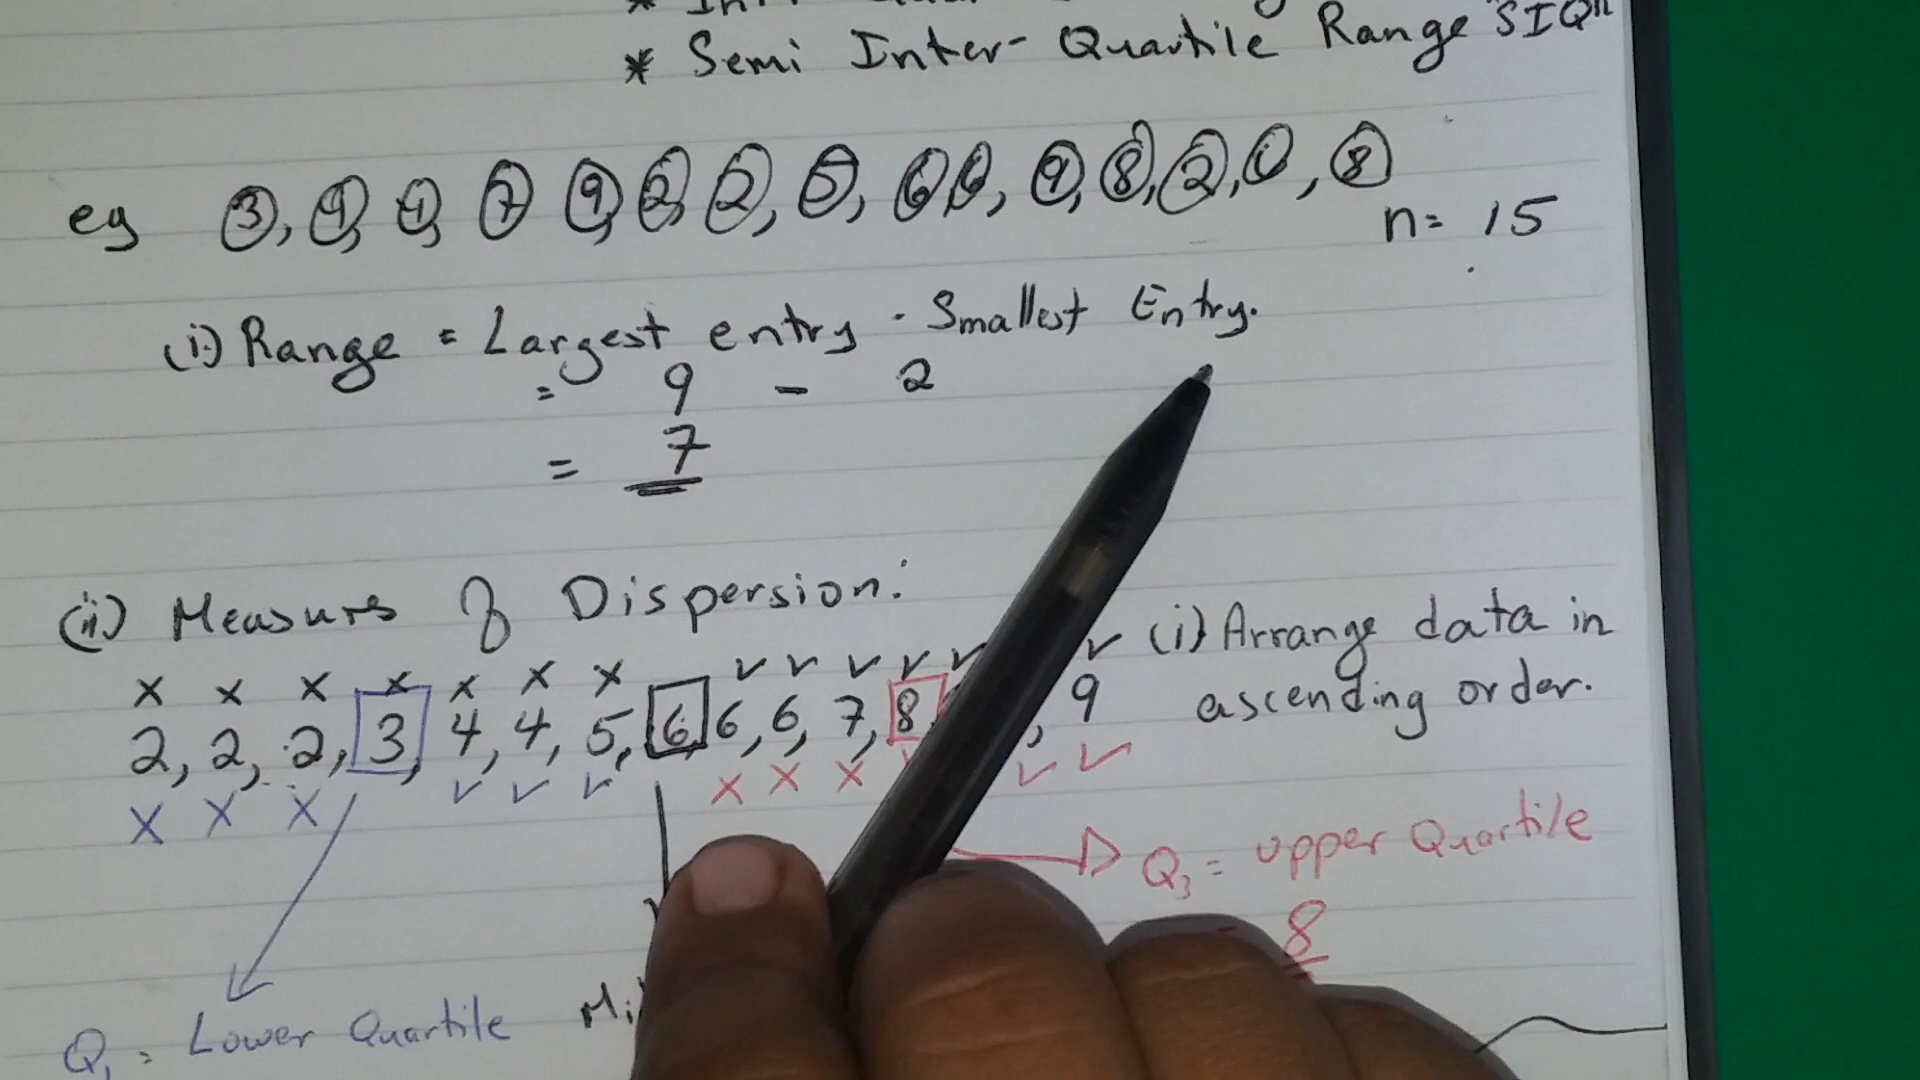 * Semi Inter-Quartile Range SIQR
eg 3, 4, 4, 7, 9, 2, 2, 5, 6, 6, 9, 8, 2, 6, 8
n= 15
(i) Range = Largest entry - Smallest Entry.
= 9 - 2
= 7
(ii) Measures of Dispersion:
x x x x x x x ✓ ✓ ✓ ✓ ✓ ✓
2, 2, 2, 3, 4, 4, 5, 6, 6, 6, 7, 8, , 9
x x x ✓ ✓ ✓ x x x ✓ ✓
(i) Arrange data in
ascending order.
Q3 = upper Quartile
8
Q1 = Lower Quartile